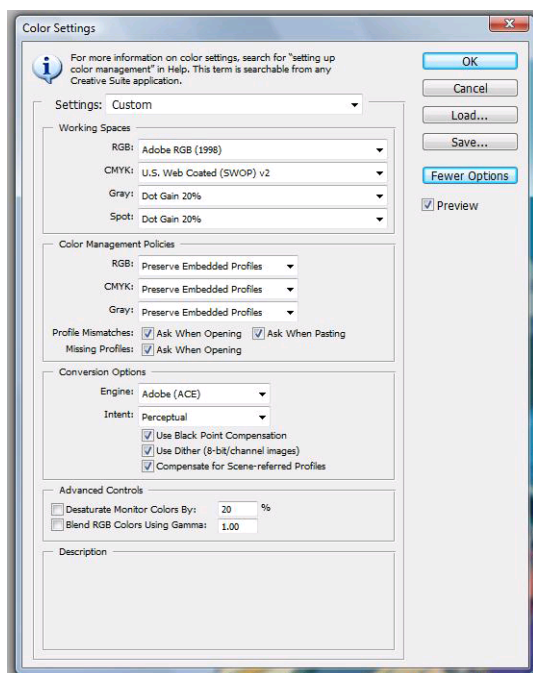 Color Settings
For more information on color settings, search for "setting up
color management" in Help. This term is searchable from any
Creative Suite application.
OK
Cancel
Load...
Save...
Fewer Options
Preview
Settings: Custom
Working Spaces
RGB: Adobe RGB (1998)
CMYK: U.S. Web Coated (SWOP) v2
Gray: Dot Gain 20%
Spot: Dot Gain 20%
Color Management Policies
RGB: Preserve Embedded Profiles
CMYK: Preserve Embedded Profiles
Gray: Preserve Embedded Profiles
Profile Mismatches: Ask When Opening Ask When Pasting
Missing Profiles: Ask When Opening
Conversion Options
Engine: Adobe (ACE)
Intent: Perceptual
Use Black Point Compensation
Use Dither (8-bit/channel images)
Compensate for Scene-referred Profiles
Advanced Controls
Desaturate Monitor Colors By: 20 %
Blend RGB Colors Using Gamma: 1.00
Description